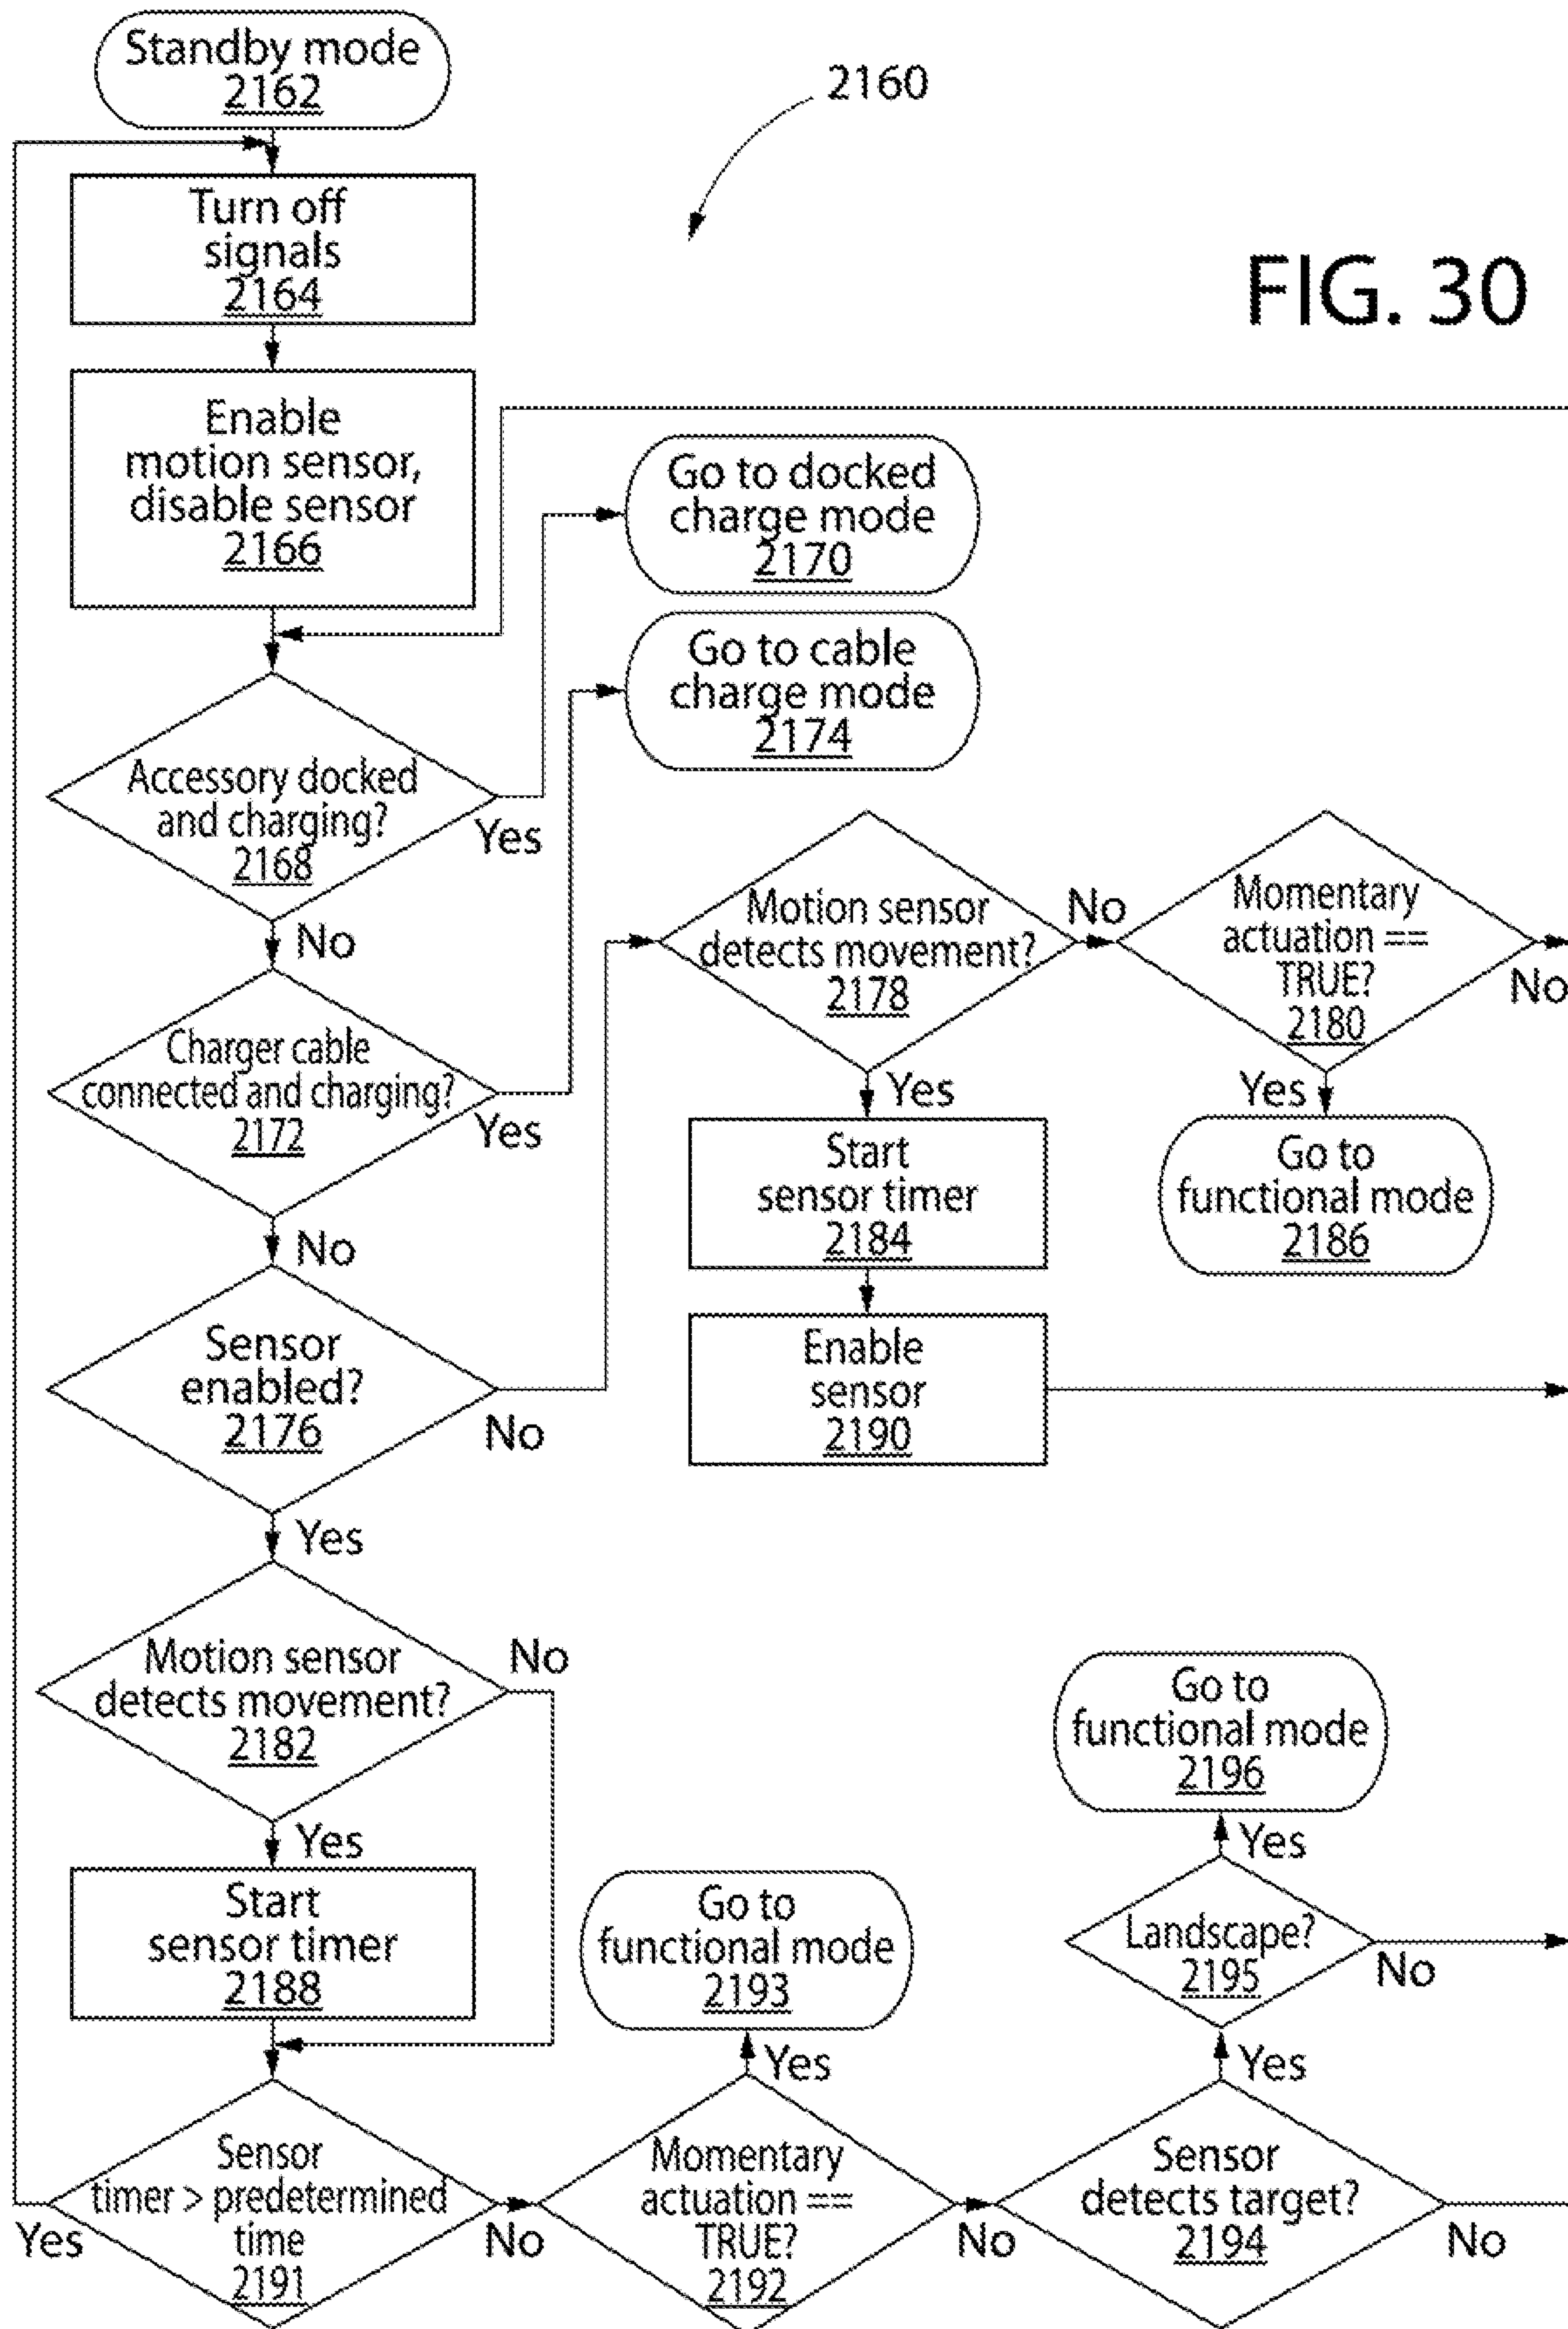 Standby mode
2162
2160
FIG. 30
Turn off
signals
2164
Enable
motion sensor,
disable sensor
2166
Go to docked
charge mode
2170
Go to cable
charge mode
2174
Accessory docked
and charging?
2168
Yes
No
Charger cable
connected and charging?
2172
Yes
No
Motion sensor
detects movement?
2178
No
Yes
Momentary
actuation ==
TRUE?
2180
No
Yes
Start
sensor timer
2184
Go to
functional mode
2186
Enable
sensor
2190
Sensor
enabled?
2176
No
Yes
Motion sensor
detects movement?
2182
No
Yes
Start
sensor timer
2188
Go to
functional mode
2193
Go to
functional mode
2196
Yes
Landscape?
2195
No
Yes
Yes
Sensor
timer > predetermined
time
2191
Yes
No
Momentary
actuation ==
TRUE?
2192
No
Sensor
detects target?
2194
No